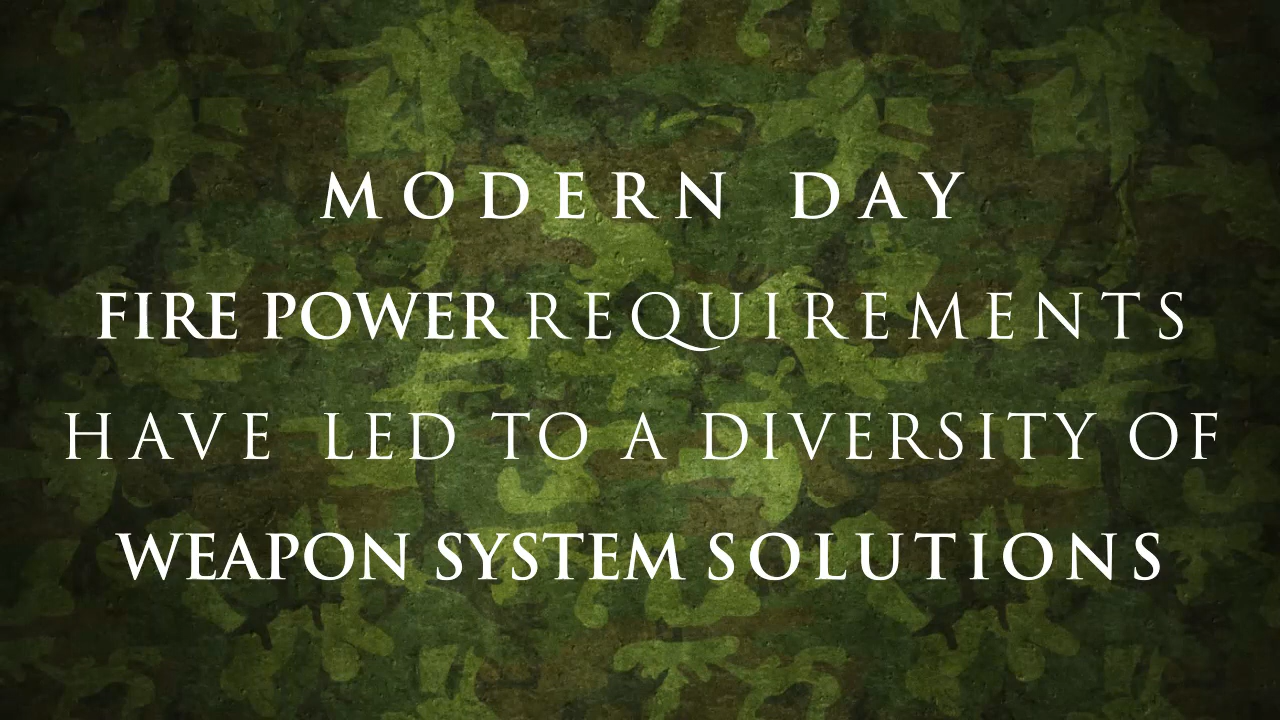 MODERN DAY
FIRE POWER REQUIREMENTS
HAVE LED TO A DIVERSITY OF
WEAPON SYSTEM SOLUTIONS